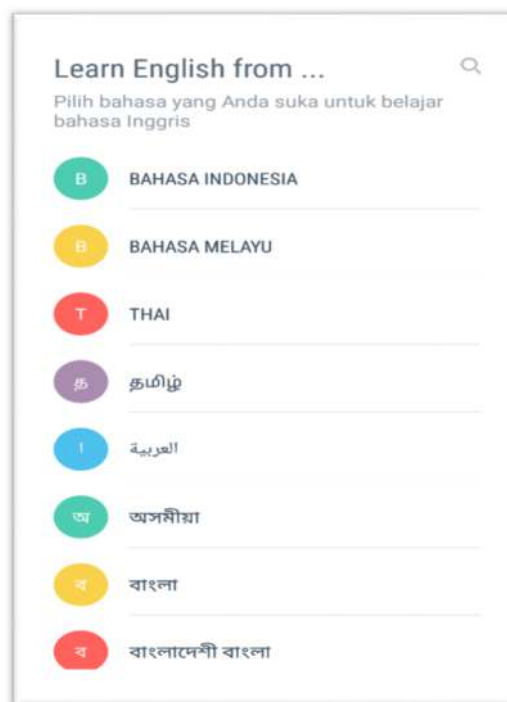 Learn English from ...
Pilih bahasa yang Anda suka untuk belajar
bahasa Inggris
B BAHASA INDONESIA
B BAHASA MELAYU
T THAI
த தமிழ்
ا العربية
অ অসমীয়া
ব বাংলা
ব বাংলাদেশী বাংলা